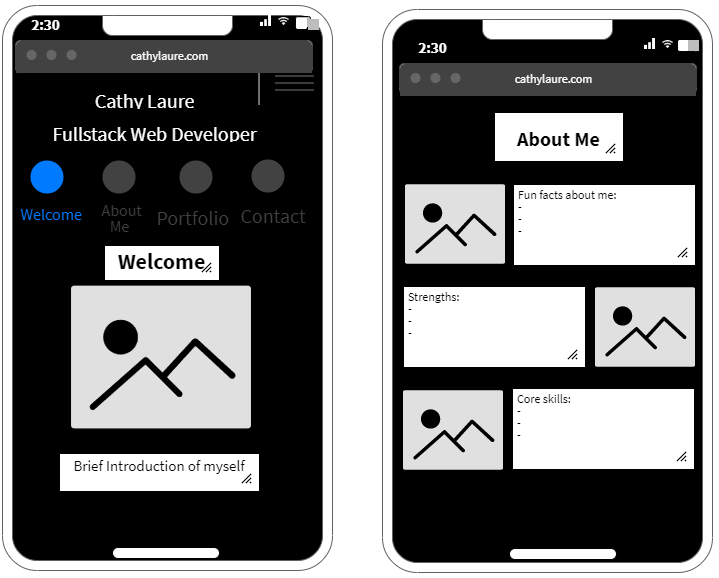 2:30
cathylaure.com
Cathy Laure
Fullstack Web Developer
Welcome
About
Me
Portfolio
Contact
Welcome
Brief Introduction of myself
2:30
cathylaure.com
About Me
Fun facts about me:
-
-
-
Strengths:
-
-
-
Core skills:
-
-
-